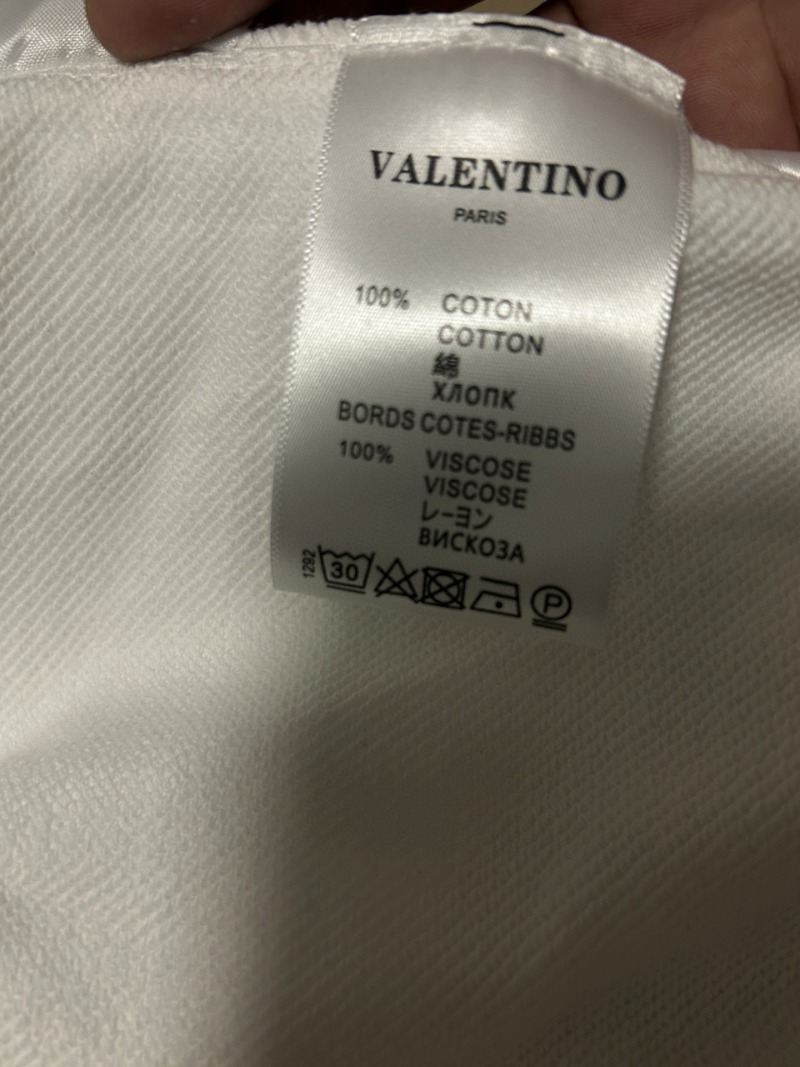 VALENTINO
PARIS
100% COTON
COTTON
綿
ХЛОПК
BORDS COTES-RIBBS
100% VISCOSE
VISCOSE
レーヨン
ВИСКОЗА
1292
30
P